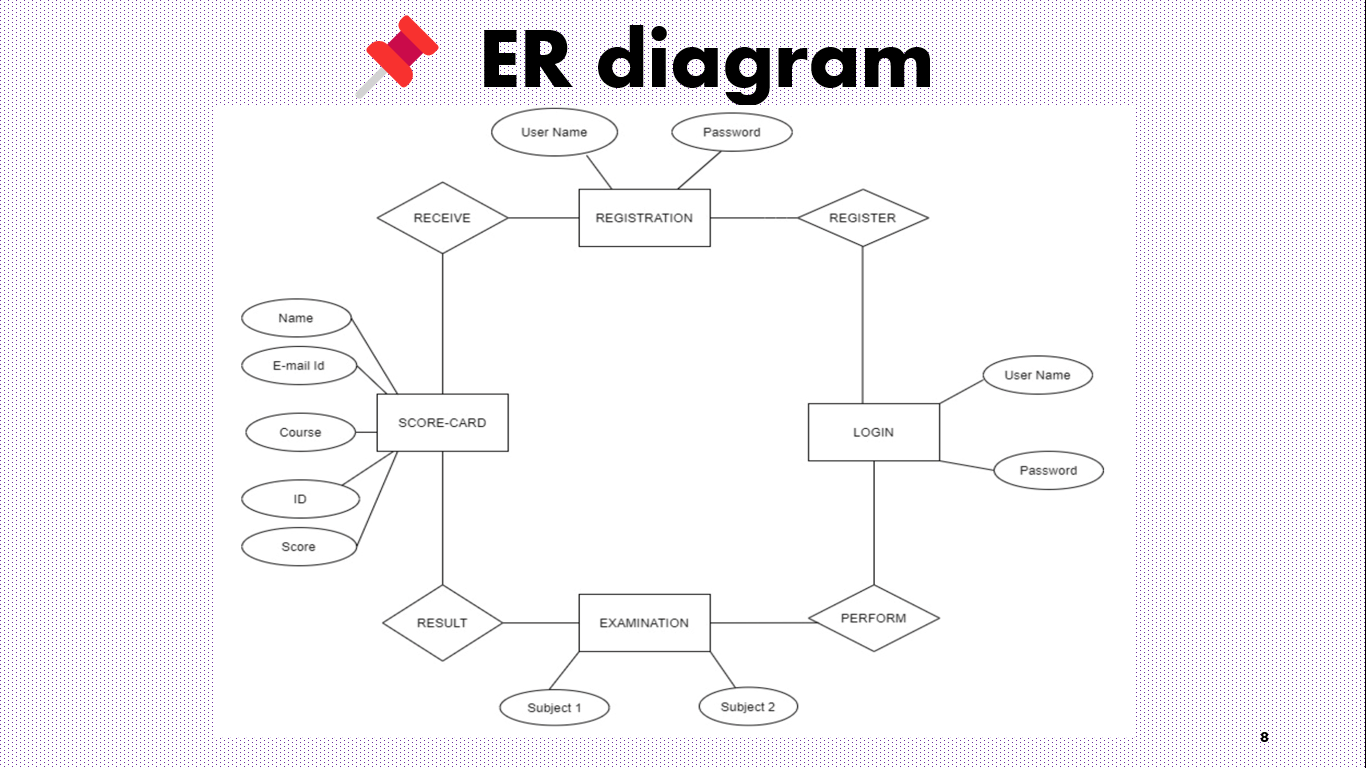 ER diagram
User Name
Password
RECEIVE
REGISTRATION
REGISTER
Name
E-mail Id
User Name
SCORE-CARD
Course
LOGIN
Password
ID
Score
RESULT
EXAMINATION
PERFORM
Subject 1
Subject 2
8